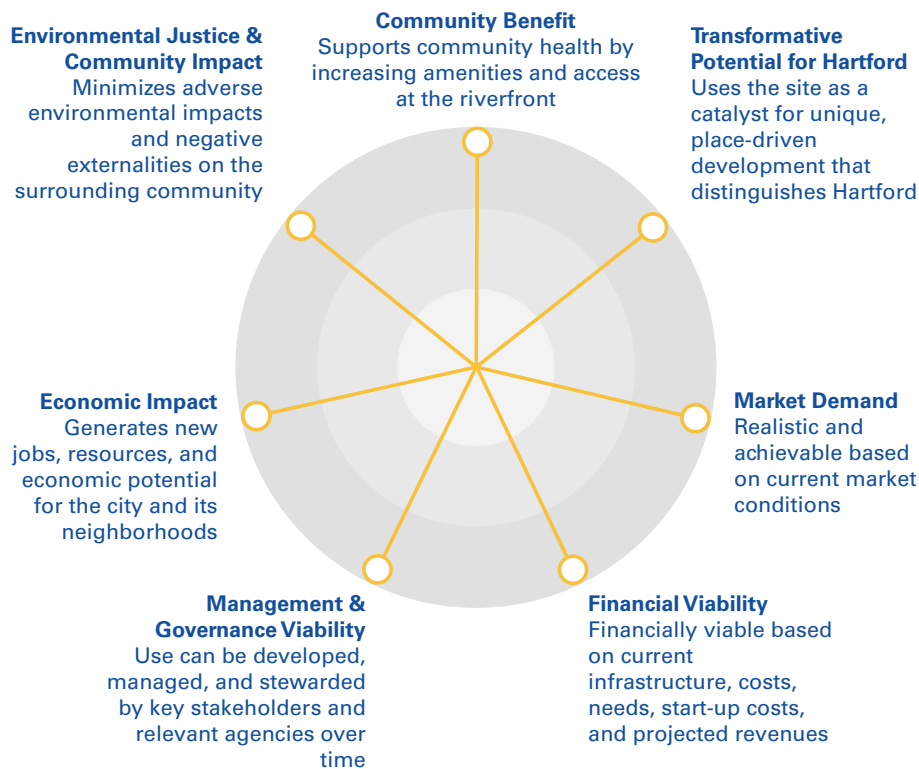 Community Benefit
Supports community health by
increasing amenities and access
at the riverfront
Transformative
Potential for Hartford
Uses the site as a
catalyst for unique,
place-driven
development that
distinguishes Hartford
Market Demand
Realistic and
achievable based
on current market
conditions
Financial Viability
Financially viable based
on current
infrastructure, costs,
needs, start-up costs,
and projected revenues
Management &
Governance Viability
Use can be developed,
managed, and stewarded
by key stakeholders and
relevant agencies over
time
Economic Impact
Generates new
jobs, resources, and
economic potential
for the city and its
neighborhoods
Environmental Justice &
Community Impact
Minimizes adverse
environmental impacts
and negative
externalities on the
surrounding community